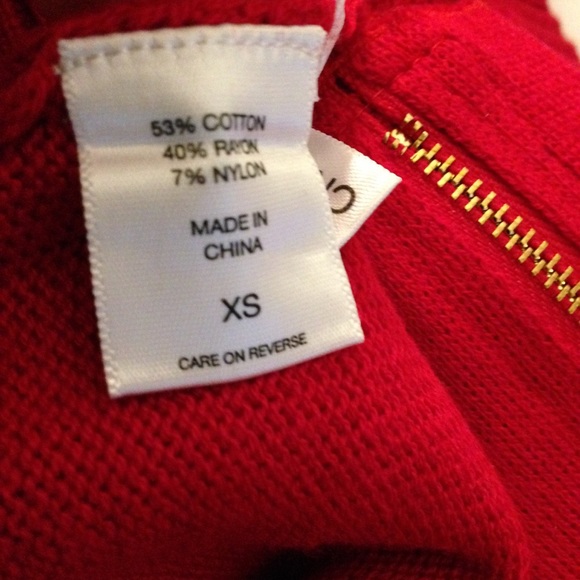 53% COTTON
40% RAYON
7% NYLON
MADE IN
CHINA
XS
CARE ON REVERSE